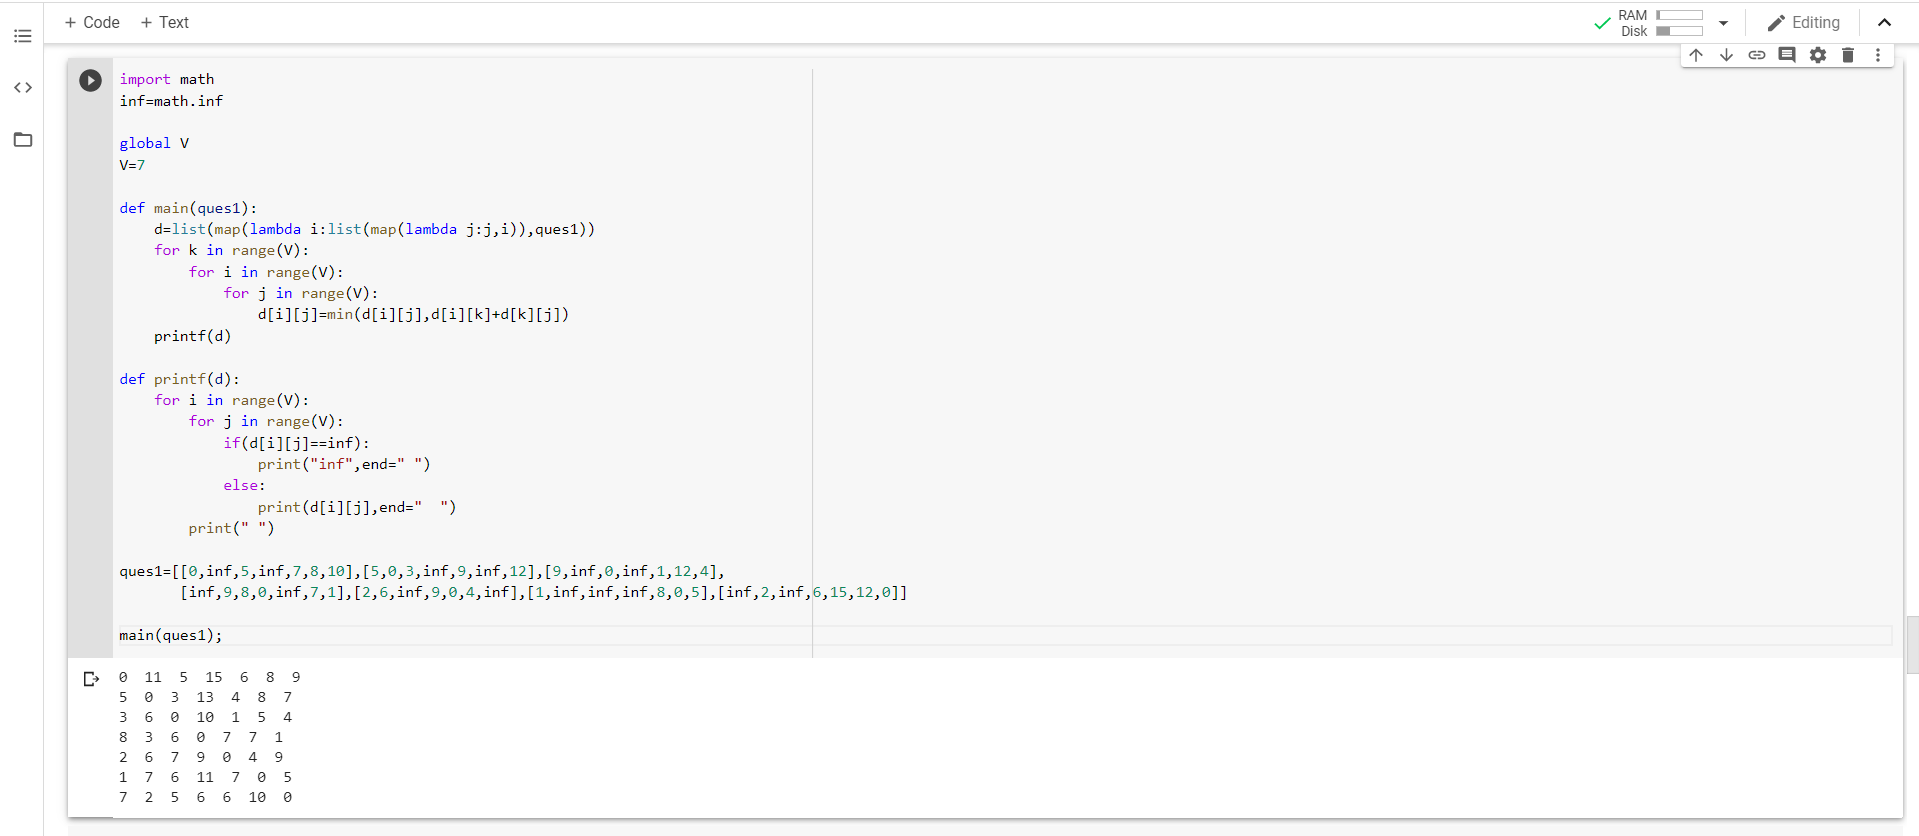 + Code + Text
RAM
Disk
Editing
import math
inf=math.inf
global V
V=7
def main(ques1):
    d=list(map(lambda i:list(map(lambda j:j,i)),ques1))
    for k in range(V):
        for i in range(V):
            for j in range(V):
                d[i][j]=min(d[i][j],d[i][k]+d[k][j])
    printf(d)
def printf(d):
    for i in range(V):
        for j in range(V):
            if(d[i][j]==inf):
                print("inf",end=" ")
            else:
                print(d[i][j],end="  ")
        print(" ")
ques1=[[0,inf,5,inf,7,8,10],[5,0,3,inf,9,inf,12],[9,inf,0,inf,1,12,4],
       [inf,9,8,0,inf,7,1],[2,6,inf,9,0,4,inf],[1,inf,inf,inf,8,0,5],[inf,2,inf,6,15,12,0]]
main(ques1);
0  11  5  15  6  8  9
5  0  3  13  4  8  7
3  6  0  10  1  5  4
8  3  6  0  7  7  1
2  6  7  9  0  4  9
1  7  6  11  7  0  5
7  2  5  6  6  10  0